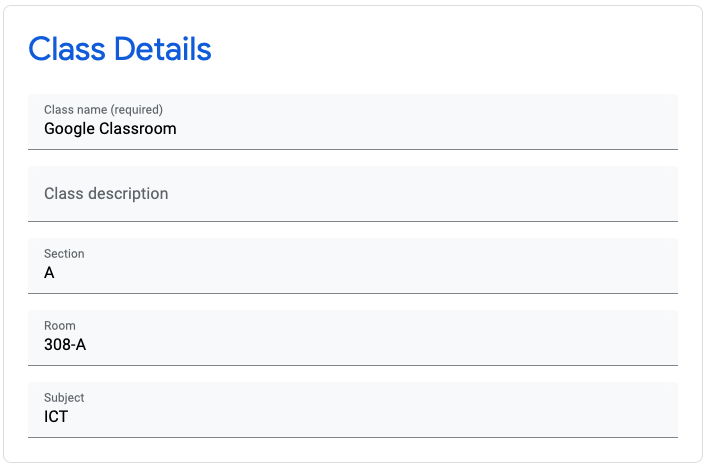 Class Details
Class name (required)
Google Classroom
Class description
Section
A
Room
308-A
Subject
ICT